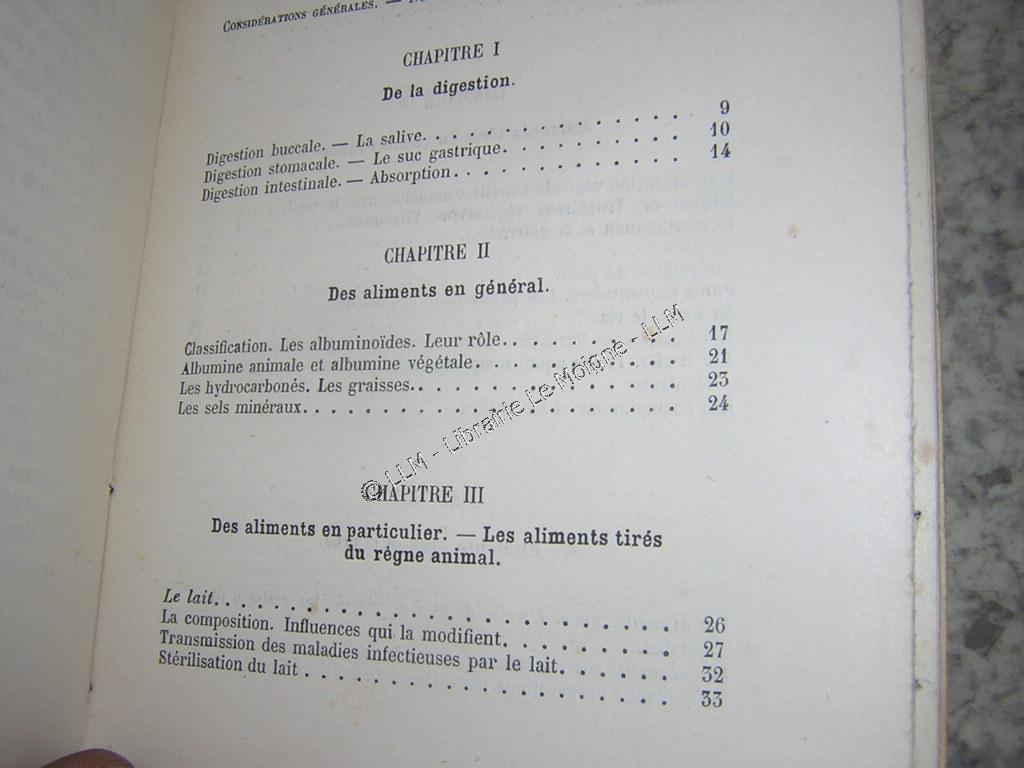 CONSIDÉRATIONS GÉNÉRALES. —
CHAPITRE I
De la digestion.
Digestion buccale. — La salive. . . . . . . . . . . . . . . 9
Digestion stomacale. — Le suc gastrique. . . . . . . . . . 10
Digestion intestinale. — Absorption. . . . . . . . . . . . . 14
CHAPITRE II
Des aliments en général.
Classification. Les albuminoïdes. Leur rôle. . . . . . . . . . 17
Albumine animale et albumine végétale. . . . . . . . . . . 21
Les hydrocarbonés. Les graisses. . . . . . . . . . . . . . . 23
Les sels minéraux. . . . . . . . . . . . . . . . . . . . 24
© LLM - Librairie Le Moigne - LLM
CHAPITRE III
Des aliments en particulier. — Les aliments tirés
du règne animal.
Le lait. . . . . . . . . . . . . . . . . . . . . . . . 26
La composition. Influences qui la modifient. . . . . . . . . 27
Transmission des maladies infectieuses par le lait. . . . . . 32
Stérilisation du lait . . . . . . . . . . . . . . . . . . . 33